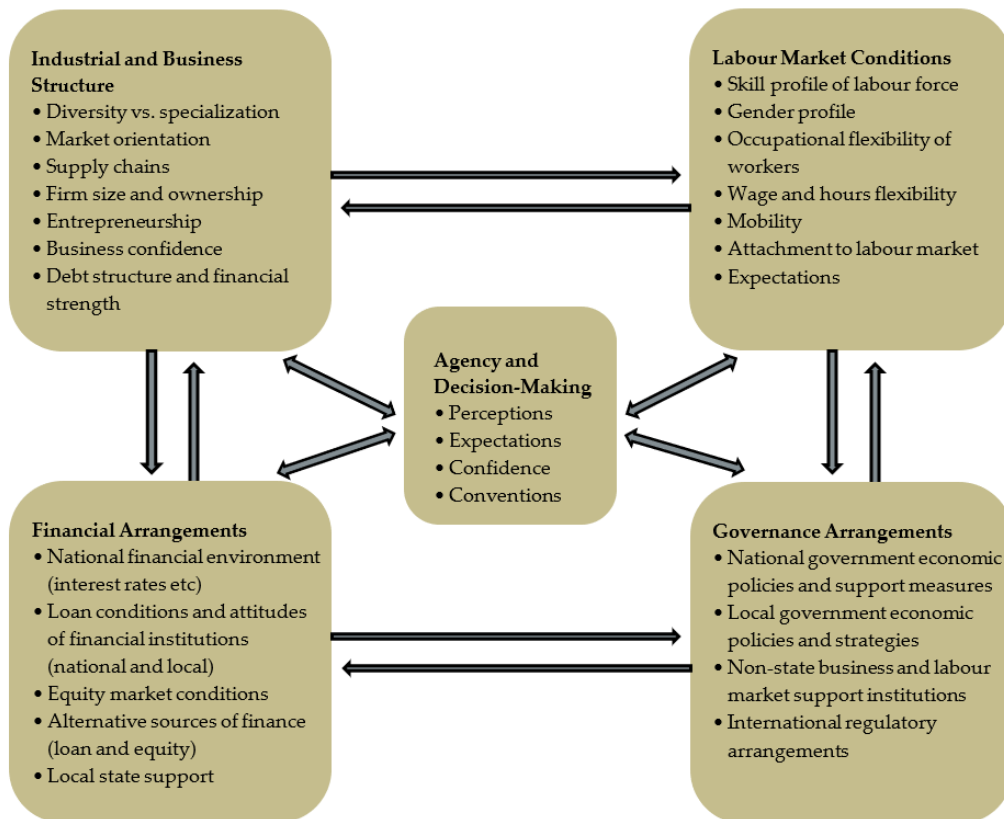 Industrial and Business
Structure
• Diversity vs. specialization
• Market orientation
• Supply chains
• Firm size and ownership
• Entrepreneurship
• Business confidence
• Debt structure and financial
strength
Labour Market Conditions
• Skill profile of labour force
• Gender profile
• Occupational flexibility of
workers
• Wage and hours flexibility
• Mobility
• Attachment to labour market
• Expectations
Agency and
Decision-Making
• Perceptions
• Expectations
• Confidence
• Conventions
Financial Arrangements
• National financial environment
(interest rates etc)
• Loan conditions and attitudes
of financial institutions
(national and local)
• Equity market conditions
• Alternative sources of finance
(loan and equity)
• Local state support
Governance Arrangements
• National government economic
policies and support measures
• Local government economic
policies and strategies
• Non-state business and labour
market support institutions
• International regulatory
arrangements